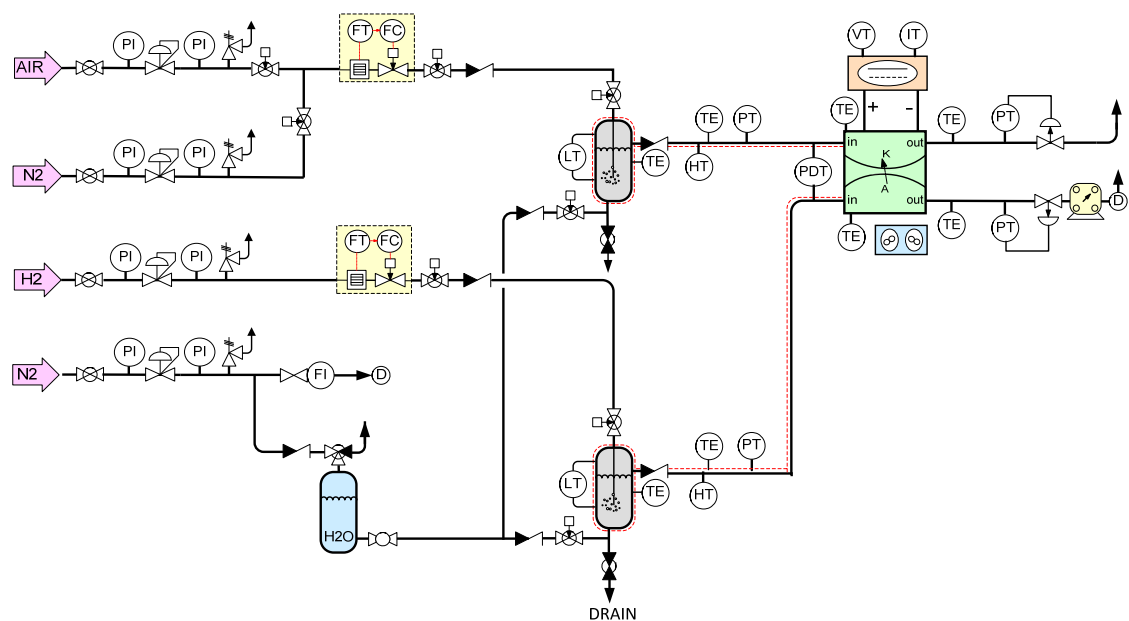 FT FC
VT IT
PI PI
AIR
TE + -
TE PT TE PT
in out
LT
HT
TE
K
PDT
PI PI
N2
A
in out
D
TE
TE
PT
FT FC
PI PI
H2
PI PI
N2
FI D
TE PT
LT
TE
HT
H2O
DRAIN